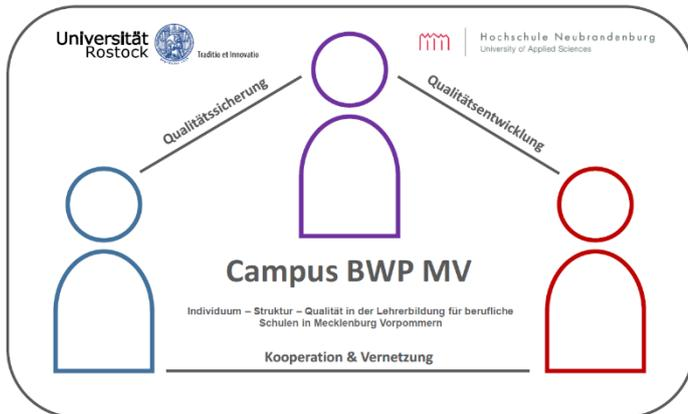 Universität
Rostock
Traditio et Innovatio
Hochschule Neubrandenburg
University of Applied Sciences
Qualitätssicherung
Qualitätsentwicklung
Campus BWP MV
Individuum – Struktur – Qualität in der Lehrerbildung für berufliche
Schulen in Mecklenburg Vorpommern
Kooperation & Vernetzung